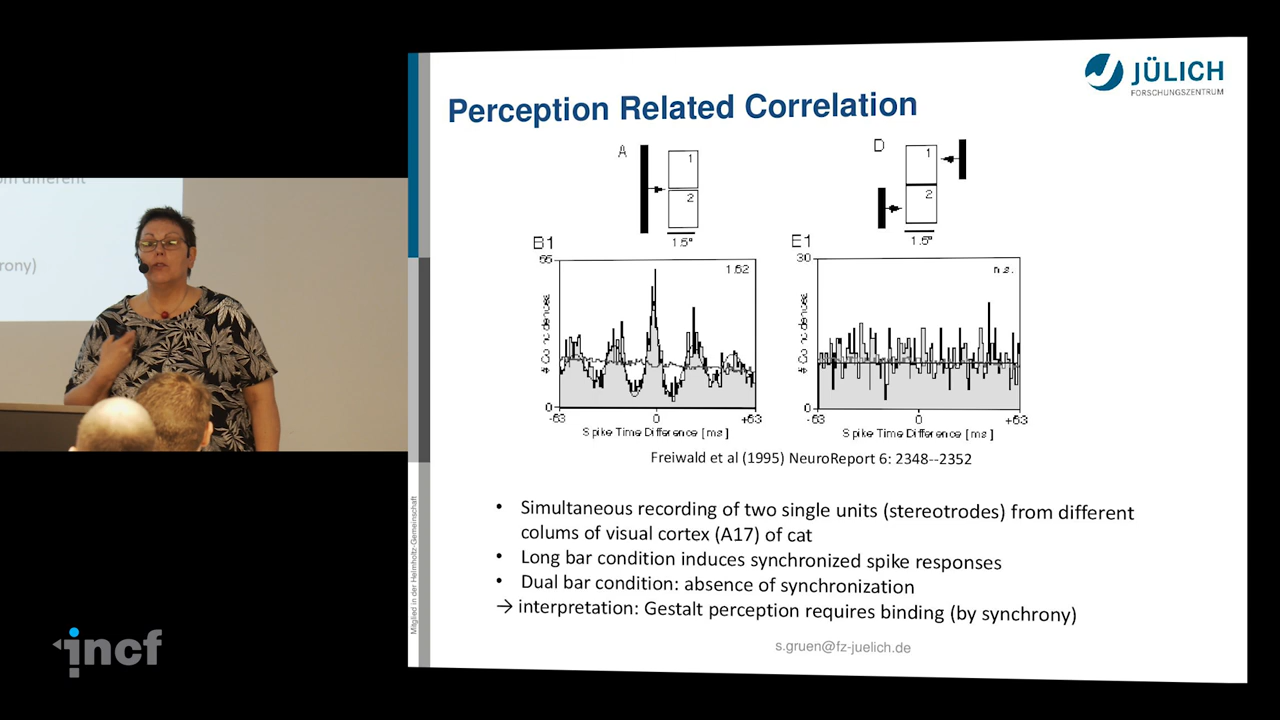 JÜLICH
FORSCHUNGSZENTRUM
Perception Related Correlation
A
1
2
1.5°
D
1
2
1.5°
B1
55
1.62
# Coincidences
0
-63
0
+63
Spike Time Difference [ms]
E1
30
n.s.
# Coincidences
0
-63
0
+63
Spike Time Difference [ms]
Freiwald et al (1995) NeuroReport 6: 2348--2352
• Simultaneous recording of two single units (stereotrodes) from different
colums of visual cortex (A17) of cat
• Long bar condition induces synchronized spike responses
• Dual bar condition: absence of synchronization
→ interpretation: Gestalt perception requires binding (by synchrony)
s.gruen@fz-juelich.de
Mitglied in der Helmholtz-Gemeinschaft
om different
rony)
incf